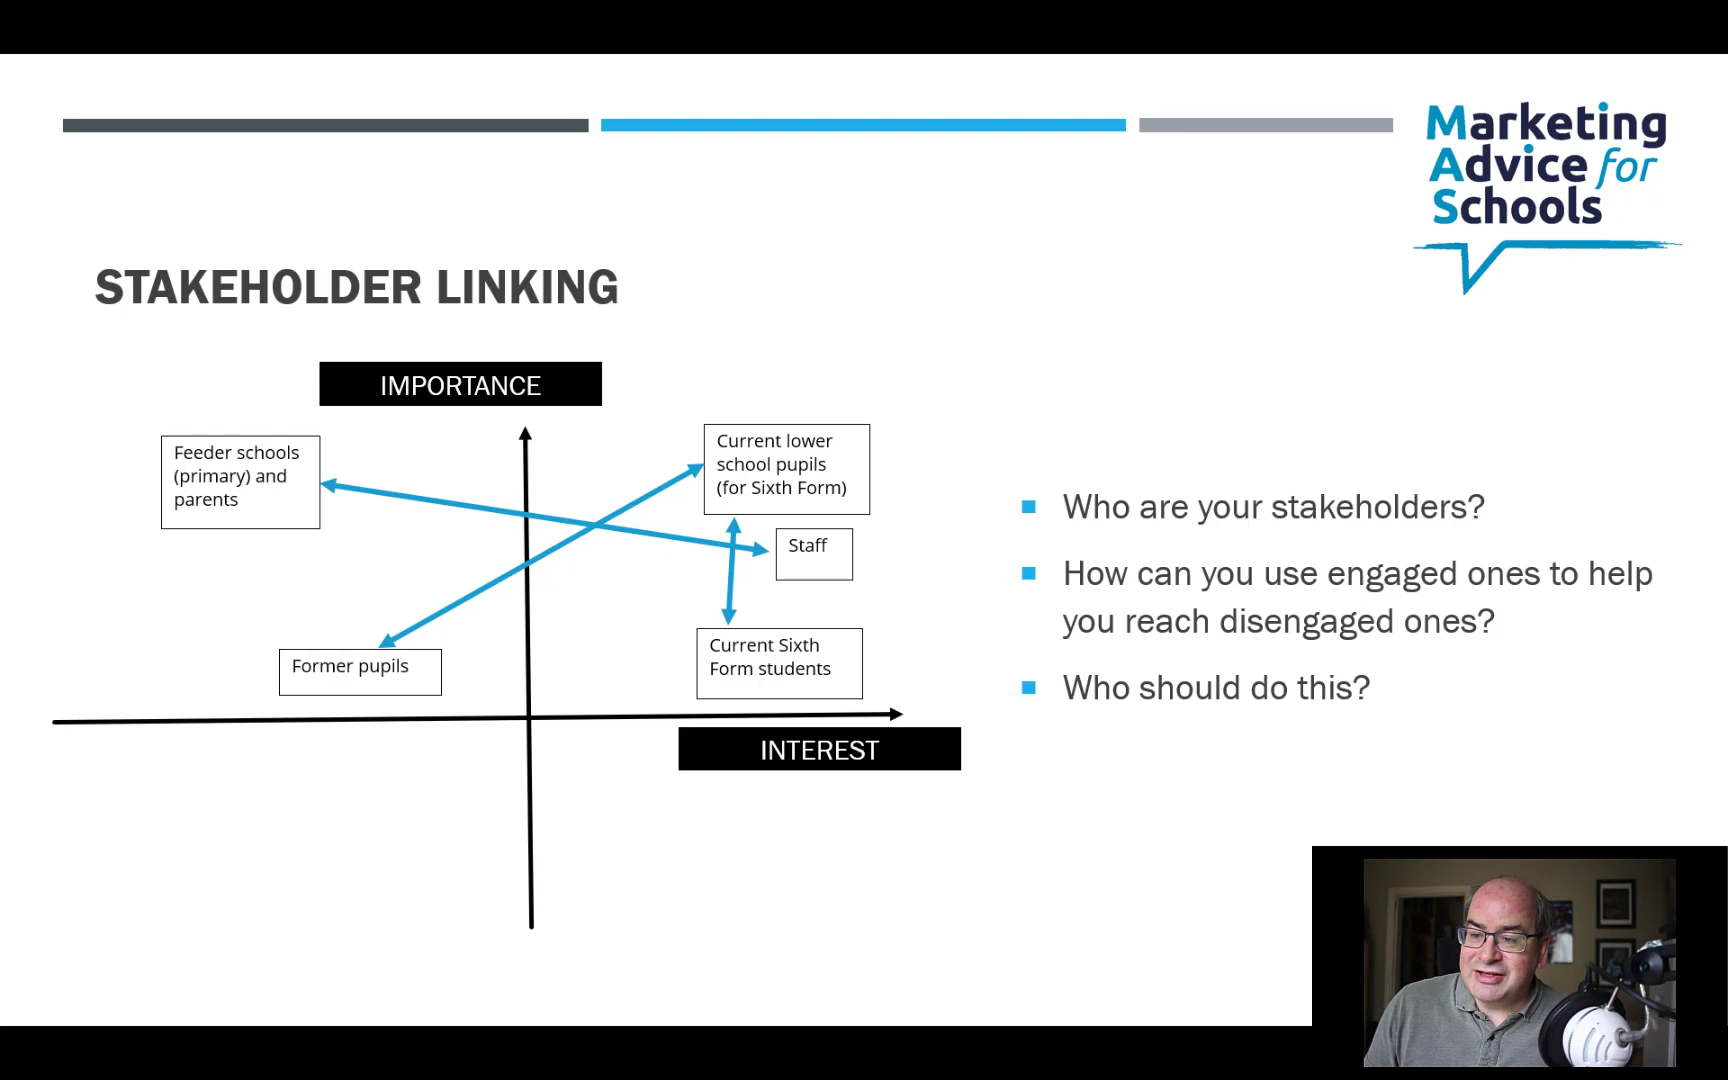 Marketing
Advice for
Schools
STAKEHOLDER LINKING
IMPORTANCE
Feeder schools
(primary) and
parents
Current lower
school pupils
(for Sixth Form)
Staff
Former pupils
Current Sixth
Form students
INTEREST
Who are your stakeholders?
How can you use engaged ones to help
you reach disengaged ones?
Who should do this?